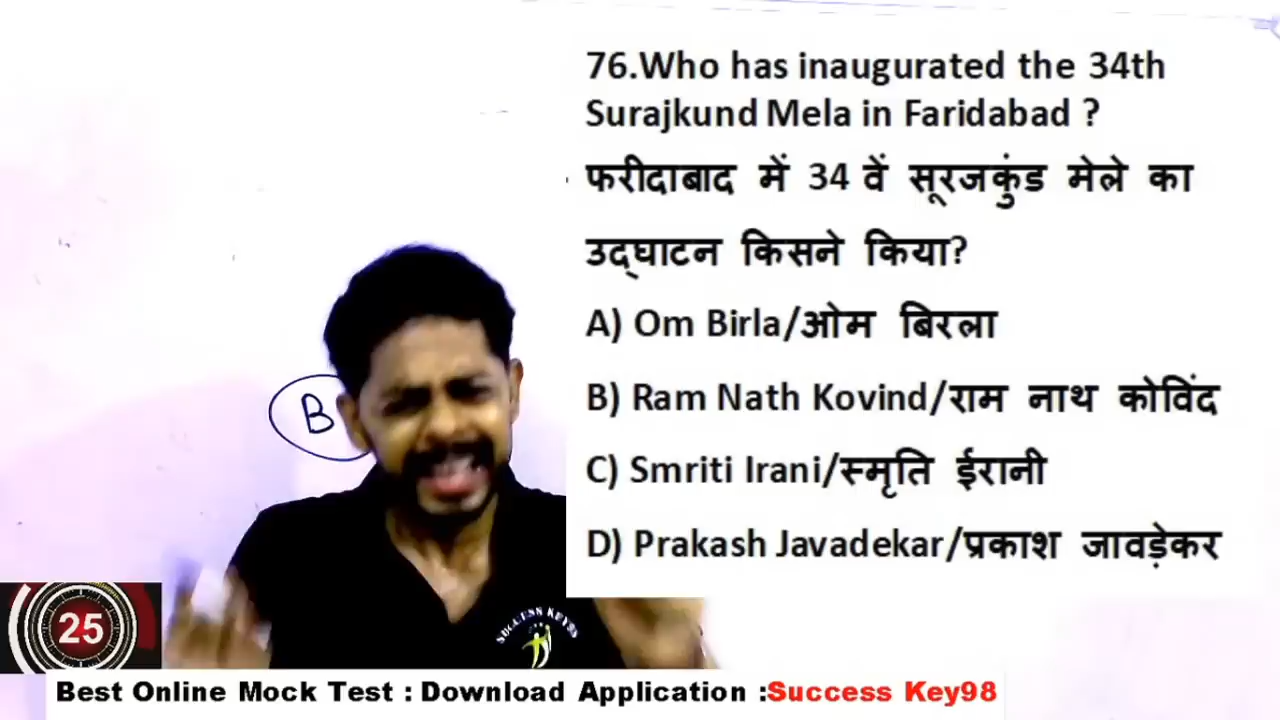 76.Who has inaugurated the 34th
Surajkund Mela in Faridabad ?
फरीदाबाद में 34 वें सूरजकुंड मेले का
उद्घाटन किसने किया?
A) Om Birla/ओम बिरला
B) Ram Nath Kovind/राम नाथ कोविंद
C) Smriti Irani/स्मृति ईरानी
D) Prakash Javadekar/प्रकाश जावड़ेकर
B
SUCCESS KEY98
25
Best Online Mock Test : Download Application :Success Key98